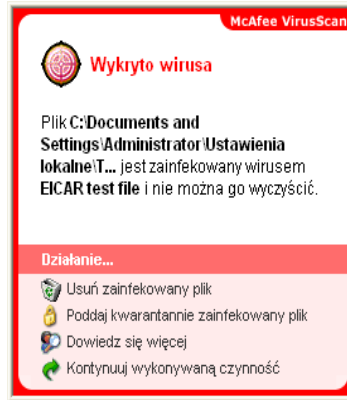 McAfee VirusScan
Wykryto wirusa
Plik C:\Documents and
Settings\Administrator\Ustawienia
lokalne\T... jest zainfekowany wirusem
EICAR test file i nie można go wyczyścić.
Działanie...
Usuń zainfekowany plik
Poddaj kwarantannie zainfekowany plik
Dowiedz się więcej
Kontynuuj wykonywaną czynność